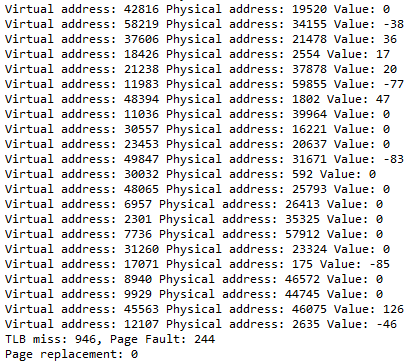 Virtual address: 42816 Physical address: 19520 Value: 0
Virtual address: 58219 Physical address: 34155 Value: -38
Virtual address: 37606 Physical address: 21478 Value: 36
Virtual address: 18426 Physical address: 2554 Value: 17
Virtual address: 21238 Physical address: 37878 Value: 20
Virtual address: 11983 Physical address: 59855 Value: -77
Virtual address: 48394 Physical address: 1802 Value: 47
Virtual address: 11036 Physical address: 39964 Value: 0
Virtual address: 30557 Physical address: 16221 Value: 0
Virtual address: 23453 Physical address: 20637 Value: 0
Virtual address: 49847 Physical address: 31671 Value: -83
Virtual address: 30032 Physical address: 592 Value: 0
Virtual address: 48065 Physical address: 25793 Value: 0
Virtual address: 6957 Physical address: 26413 Value: 0
Virtual address: 2301 Physical address: 35325 Value: 0
Virtual address: 7736 Physical address: 57912 Value: 0
Virtual address: 31260 Physical address: 23324 Value: 0
Virtual address: 17071 Physical address: 175 Value: -85
Virtual address: 8940 Physical address: 46572 Value: 0
Virtual address: 9929 Physical address: 44745 Value: 0
Virtual address: 45563 Physical address: 46075 Value: 126
Virtual address: 12107 Physical address: 2635 Value: -46
TLB miss: 946, Page Fault: 244
Page replacement: 0